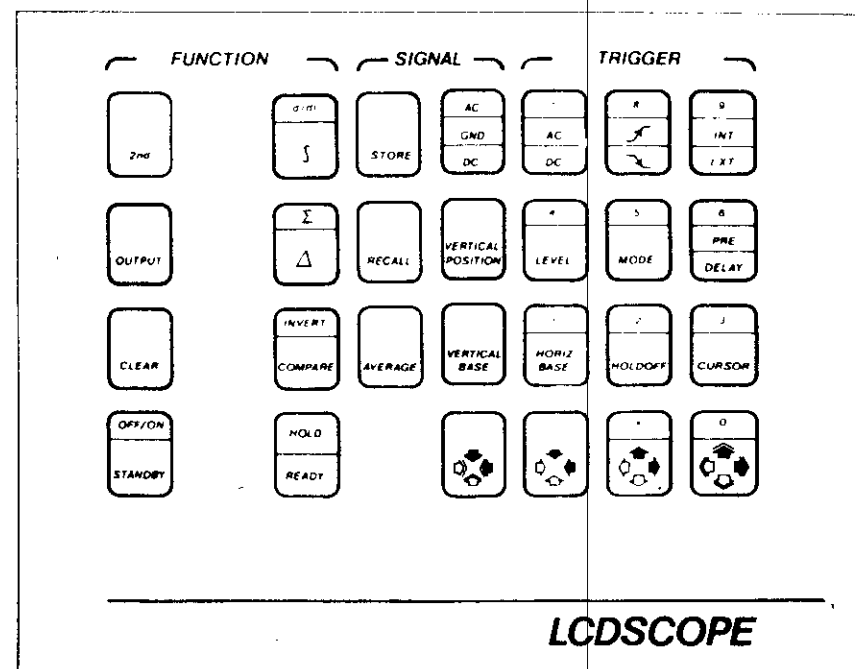 FUNCTION SIGNAL TRIGGER
AC 8 9
GND AC INT
2nd ∫ STORE DC DC EXT
Σ 4 5 6
PRE
OUTPUT Δ RECALL VERTICAL POSITION LEVEL MODE DELAY
INVERT 2 3
CLEAR COMPARE AVERAGE VERTICAL BASE HORIZ BASE HOLDOFF CURSOR
OFF/ON HOLD • 0
STANDBY READY
LCDSCOPE